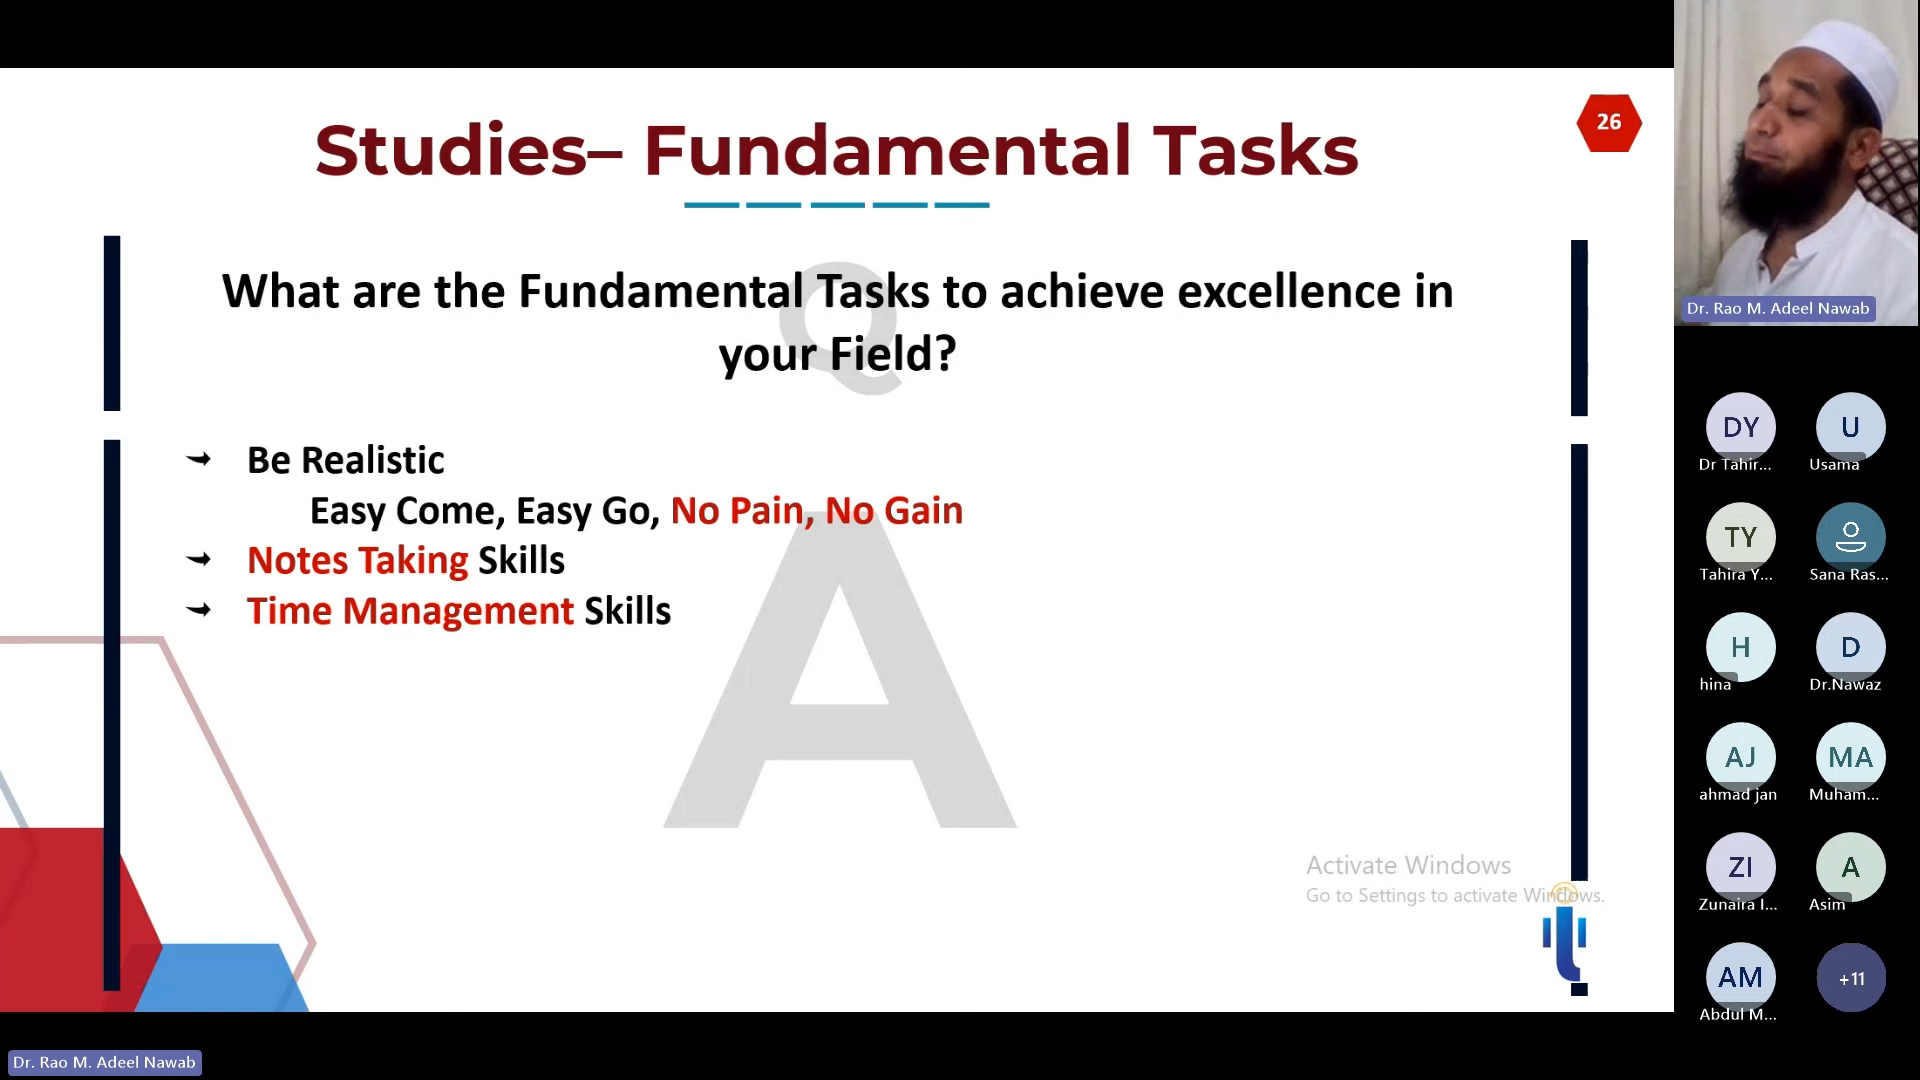 Studies– Fundamental Tasks
26
Q
What are the Fundamental Tasks to achieve excellence in
your Field?
A
Be Realistic
Easy Come, Easy Go, No Pain, No Gain
Notes Taking Skills
Time Management Skills
Activate Windows
Go to Settings to activate Windows.
Dr. Rao M. Adeel Nawab
DY
Dr Tahir...
U
Usama
TY
Tahira Y...
Sana Ras...
H
hina
D
Dr.Nawaz
AJ
ahmad jan
MA
Muham...
ZI
Zunaira I...
A
Asim
AM
Abdul M...
+11
Dr. Rao M. Adeel Nawab